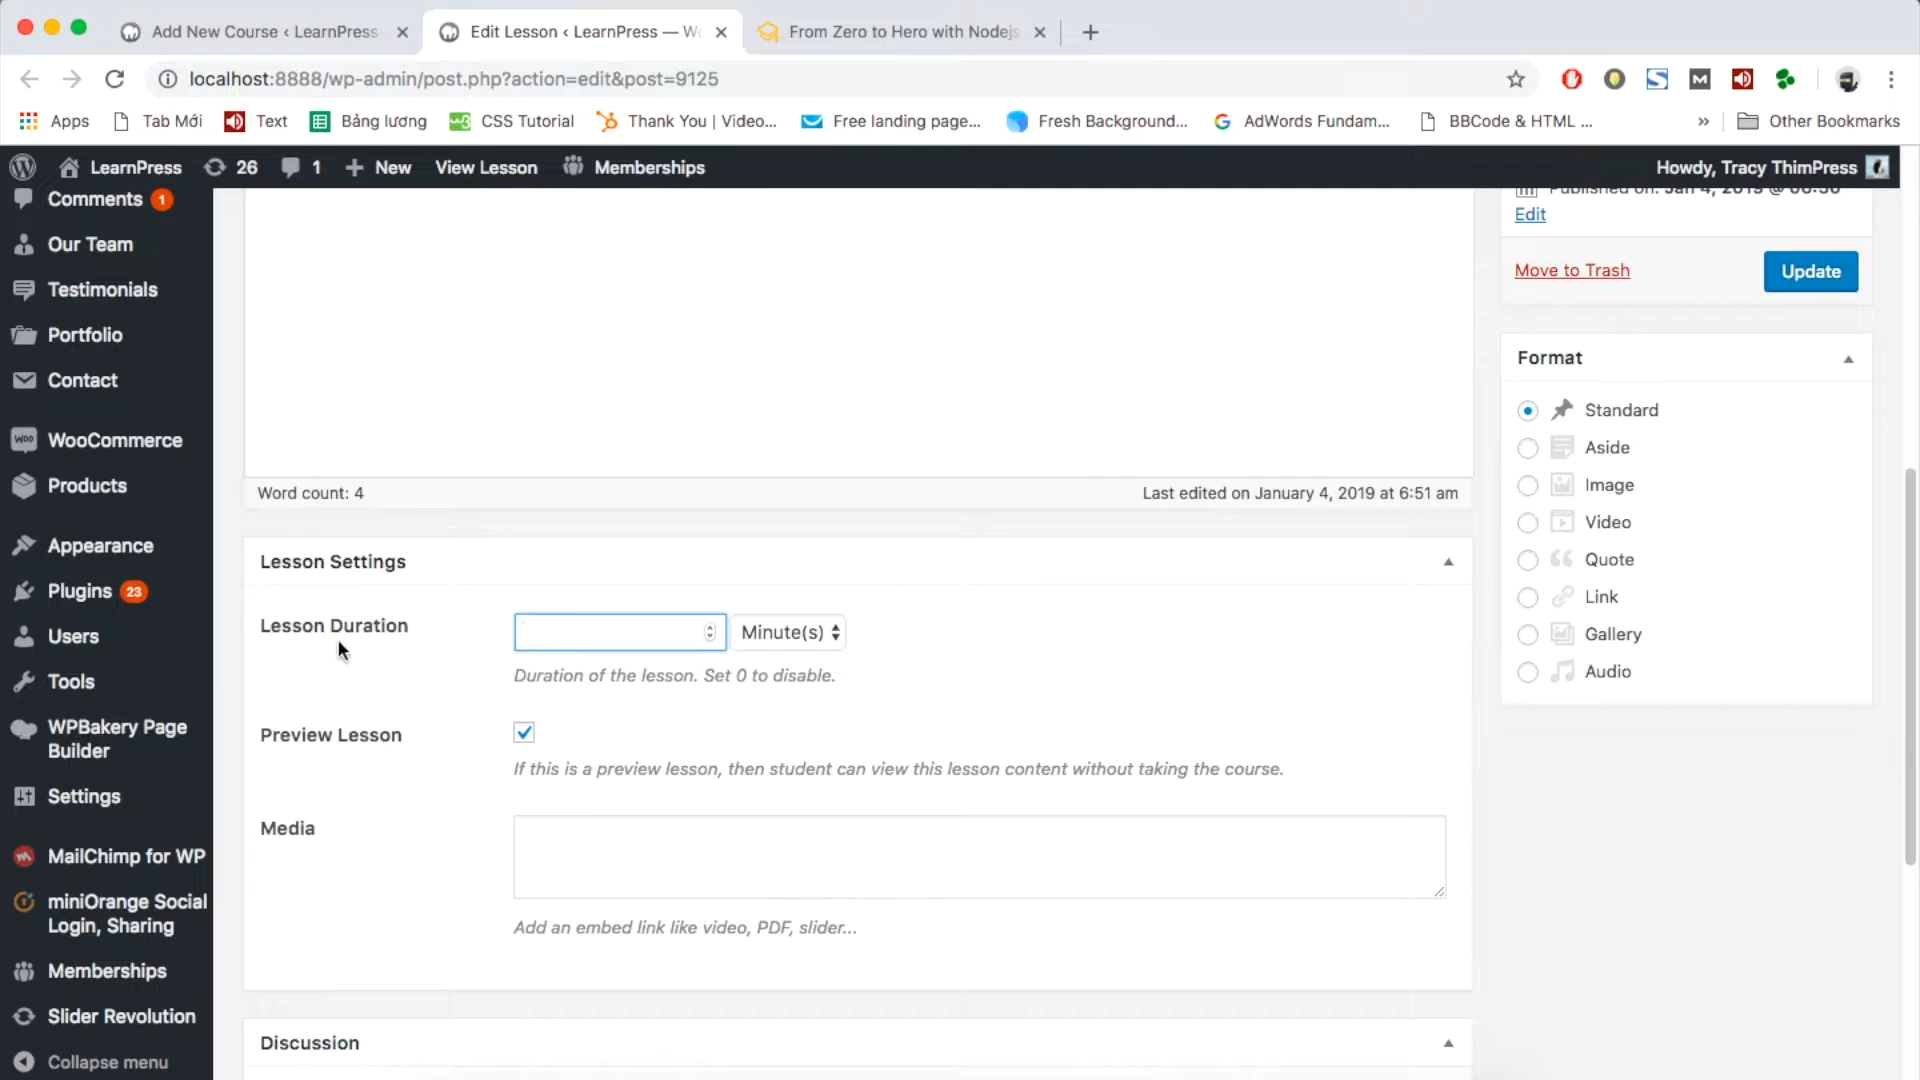 Add New Course ‹ LearnPress
Edit Lesson ‹ LearnPress — Wo
From Zero to Hero with Nodejs
localhost:8888/wp-admin/post.php?action=edit&post=9125
Apps
Tab Mới
Text
Bảng lương
CSS Tutorial
Thank You | Video...
Free landing page...
Fresh Background...
AdWords Fundam...
BBCode & HTML ...
»
Other Bookmarks
LearnPress
26
1
New
View Lesson
Memberships
Howdy, Tracy ThimPress
Comments 1
Our Team
Testimonials
Portfolio
Contact
WooCommerce
Products
Appearance
Plugins 23
Users
Tools
WPBakery Page
Builder
Settings
MailChimp for WP
miniOrange Social
Login, Sharing
Memberships
Slider Revolution
Collapse menu
Word count: 4
Last edited on January 4, 2019 at 6:51 am
Lesson Settings
Lesson Duration
Minute(s)
Duration of the lesson. Set 0 to disable.
Preview Lesson
If this is a preview lesson, then student can view this lesson content without taking the course.
Media
Add an embed link like video, PDF, slider...
Discussion
Published on: Jan 4, 2019 @
Edit
Move to Trash
Update
Format
Standard
Aside
Image
Video
Quote
Link
Gallery
Audio